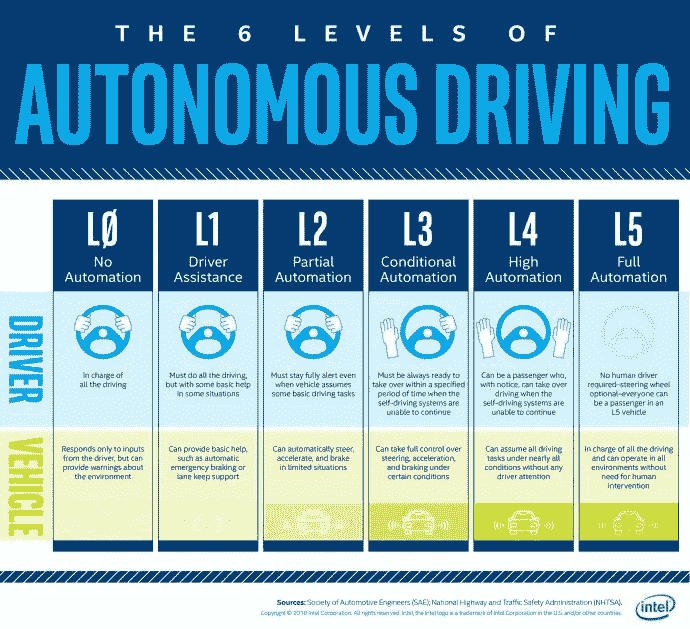 THE 6 LEVELS OF
AUTONOMOUS DRIVING
LØ
No
Automation
L1
Driver
Assistance
L2
Partial
Automation
L3
Conditional
Automation
L4
High
Automation
L5
Full
Automation
DRIVER
In charge of
all the driving
Must do all the driving,
but with some basic help
in some situations
Must stay fully alert even
when vehicle assumes
some basic driving tasks
Must be always ready to
take over within a specified
period of time when the
self-driving systems are
unable to continue
Can be a passenger who,
with notice, can take over
driving when the
self-driving systems are
unable to continue
No human driver
required–steering wheel
optional–everyone can
be a passenger in an
L5 vehicle
VEHICLE
Responds only to inputs
from the driver, but can
provide warnings about
the environment
Can provide basic help,
such as automatic
emergency braking or
lane keep support
Can automatically steer,
accelerate, and brake
in limited situations
Can take full control over
steering, acceleration,
and braking under
certain conditions
Can assume all driving
tasks under nearly all
conditions without any
driver attention
In charge of all the driving
and can operate in all
environments without
need for human
intervention
Sources: Society of Automotive Engineers (SAE); National Highway and Traffic Safety Administration (NHTSA).
Copyright © 2018 Intel Corporation. All rights reserved. Intel, the Intel logo is a trademark of Intel Corporation in the U.S. and/or other countries.
intel